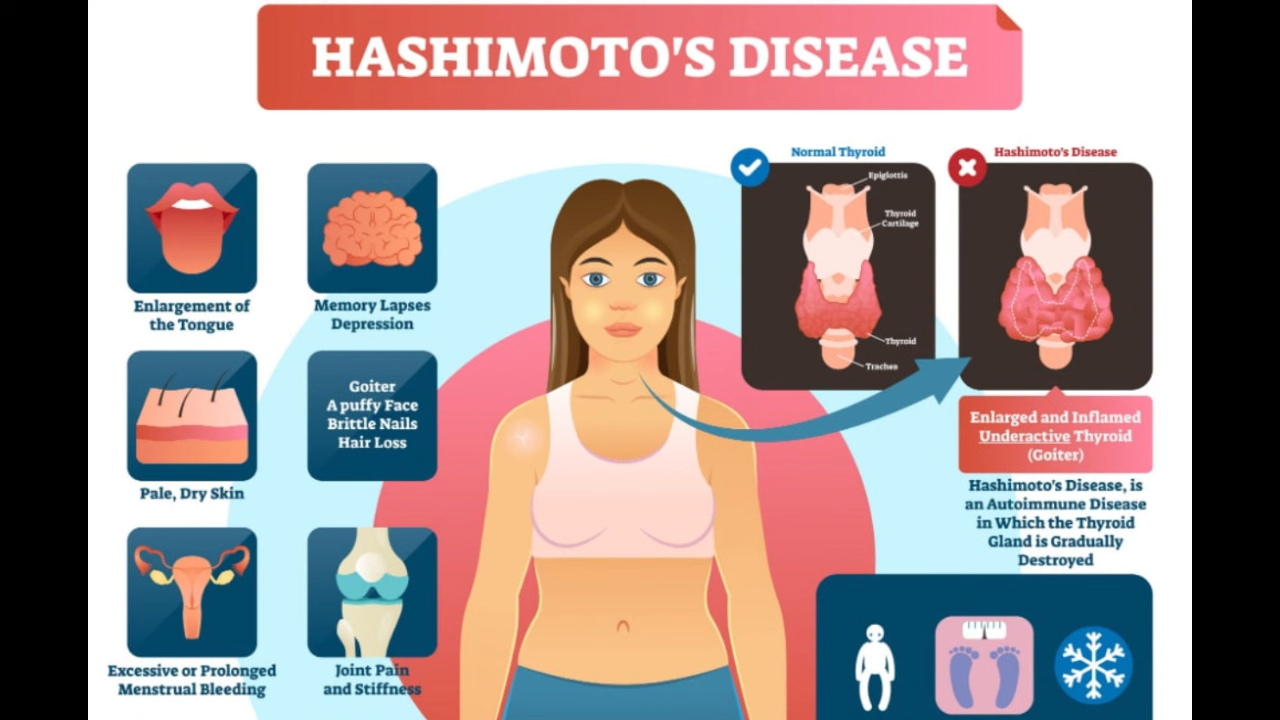 HASHIMOTO'S DISEASE
Enlargement of
the Tongue
Memory Lapses
Depression
Pale, Dry Skin
Goiter
A puffy Face
Brittle Nails
Hair Loss
Excessive or Prolonged
Menstrual Bleeding
Joint Pain
and Stiffness
Normal Thyroid
Epiglottis
Thyroid
Cartilage
Thyroid
Trachea
Hashimoto's Disease
Enlarged and Inflamed
Underactive Thyroid
(Goiter)
Hashimoto's Disease, is
an Autoimmune Disease
in Which the Thyroid
Gland is Gradually
Destroyed